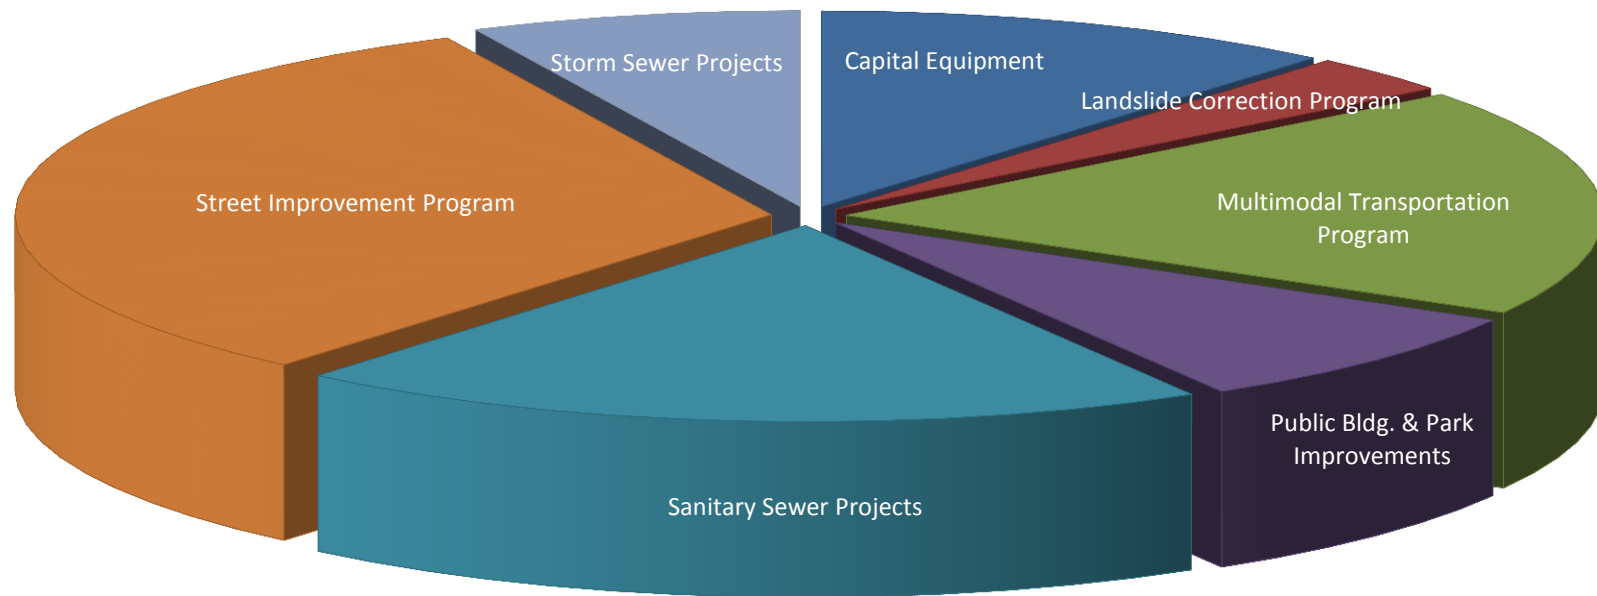 Storm Sewer Projects
Capital Equipment
Landslide Correction Program
Street Improvement Program
Multimodal Transportation
Program
Public Bldg. & Park
Improvements
Sanitary Sewer Projects